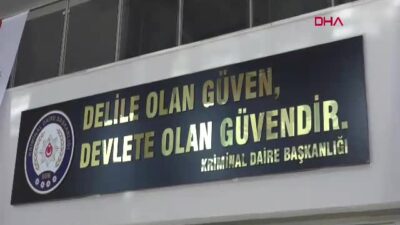 DHA
DELİLE OLAN GÜVEN,
DEVLETE OLAN GÜVENDİR.
KRİMİNAL DAİRE BAŞKANLIĞI